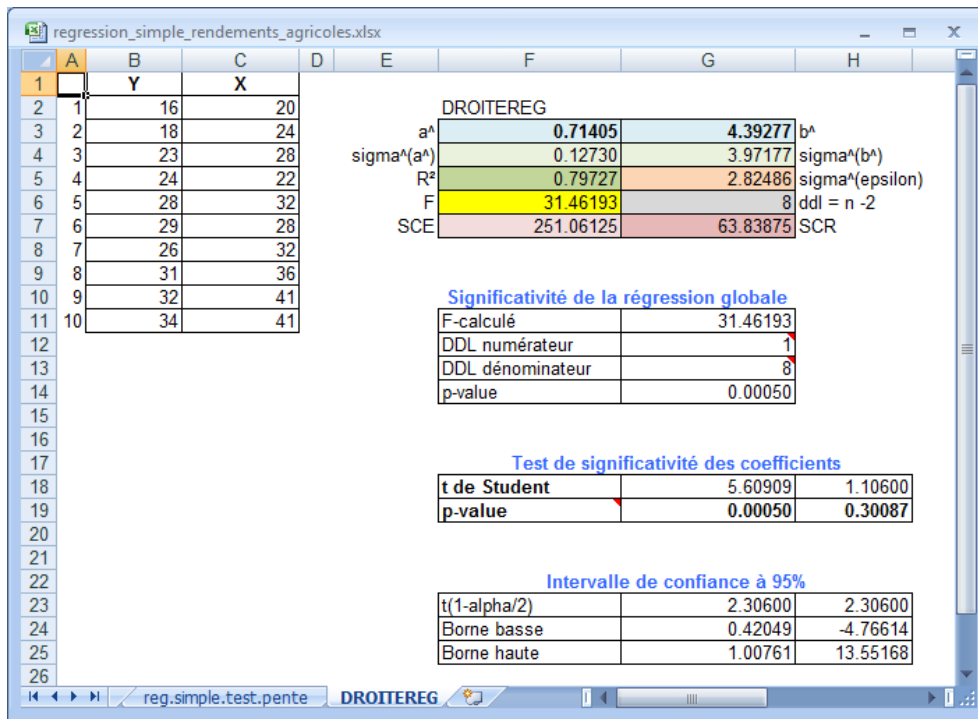 regression_simple_rendements_agricoles.xlsx
A B C D E F G H
1 Y X
2 1 16 20 DROITEREG
3 2 18 24 a^ 0.71405 4.39277 b^
4 3 23 28 sigma^(a^) 0.12730 3.97177 sigma^(b^)
5 4 24 22 R² 0.79727 2.82486 sigma^(epsilon)
6 5 28 32 F 31.46193 8 ddl = n -2
7 6 29 28 SCE 251.06125 63.83875 SCR
8 7 26 32
9 8 31 36
10 9 32 41 Significativité de la régression globale
11 10 34 41 F-calculé 31.46193
12 DDL numérateur 1
13 DDL dénominateur 8
14 p-value 0.00050
15
16
17 Test de significativité des coefficients
18 t de Student 5.60909 1.10600
19 p-value 0.00050 0.30087
20
21
22 Intervalle de confiance à 95%
23 t(1-alpha/2) 2.30600 2.30600
24 Borne basse 0.42049 -4.76614
25 Borne haute 1.00761 13.55168
26
reg.simple.test.pente DROITEREG